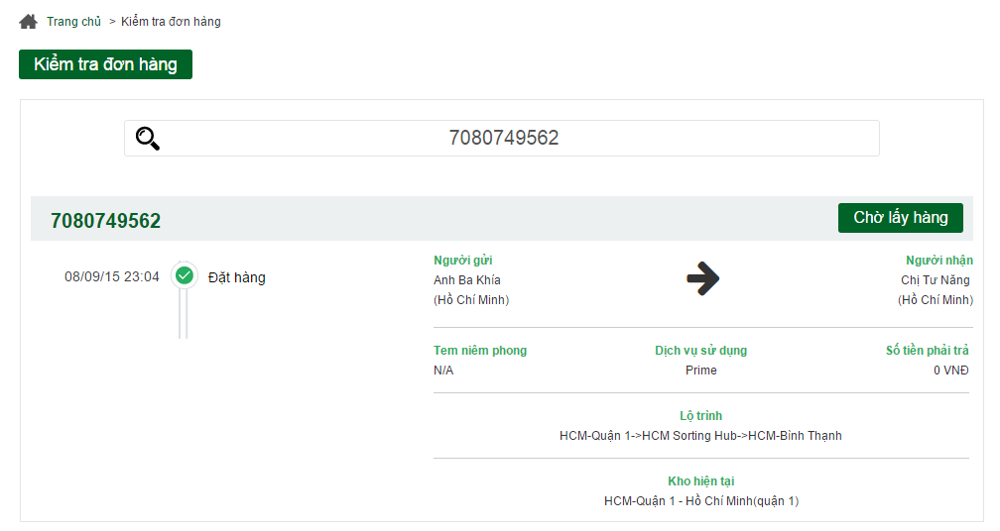 Trang chủ > Kiểm tra đơn hàng
Kiểm tra đơn hàng
7080749562
7080749562
Chờ lấy hàng
08/09/15 23:04 Đặt hàng
Người gửi
Anh Ba Khía
(Hồ Chí Minh)
Người nhận
Chị Tư Năng
(Hồ Chí Minh)
Tem niêm phong
N/A
Dịch vụ sử dụng
Prime
Số tiền phải trả
0 VNĐ
Lộ trình
HCM-Quận 1->HCM Sorting Hub->HCM-Bình Thạnh
Kho hiện tại
HCM-Quận 1 - Hồ Chí Minh(quận 1)